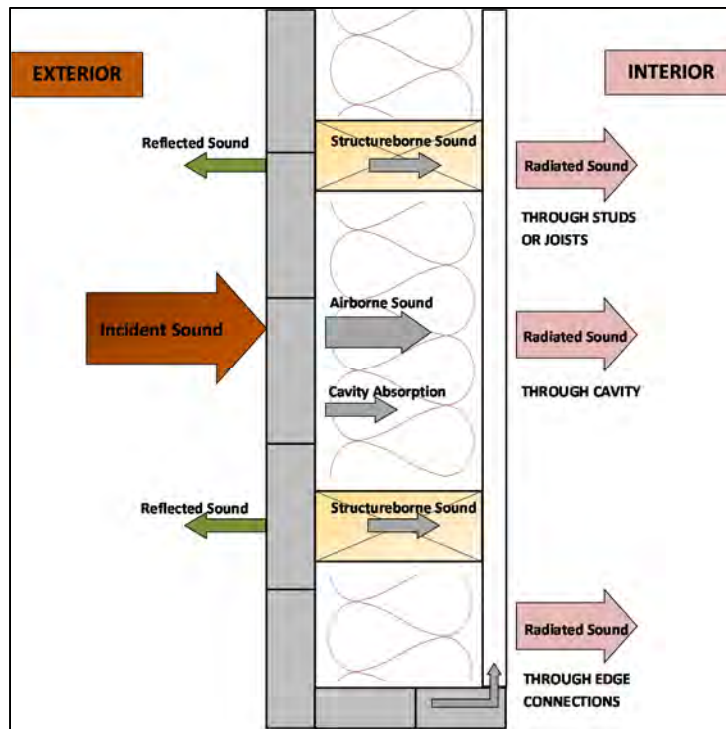 EXTERIOR
INTERIOR
Reflected Sound
Structureborne Sound
Radiated Sound
THROUGH STUDS
OR JOISTS
Incident Sound
Airborne Sound
Radiated Sound
Cavity Absorption
THROUGH CAVITY
Reflected Sound
Structureborne Sound
Radiated Sound
THROUGH EDGE
CONNECTIONS